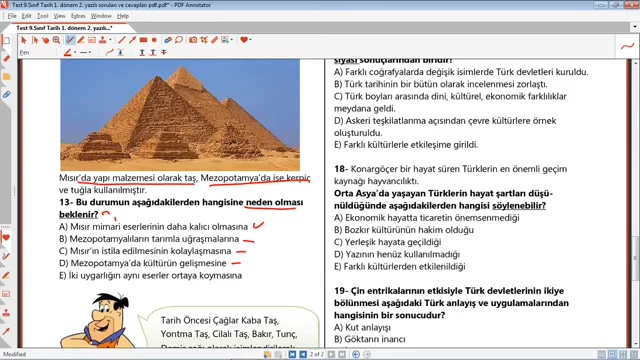 Test 9.Sınıf Tarih 1. dönem 2. yazılı soruları ve cevapları pdf.pdf* - PDF Annotator
File Edit Tool View Window Extras Help
Test 9.Sınıf Tarih 1. dönem 2. yazılı...*
Pen
Mısır'da yapı malzemesi olarak taş, Mezopotamya'da ise kerpiç
ve tuğla kullanılmıştır.
13- Bu durumun aşağıdakilerden hangisine neden olması
beklenir?
A) Mısır mimari eserlerinin daha kalıcı olmasına
B) Mezopotamyalıların tarımla uğraşmalarına
C) Mısır'ın istila edilmesinin kolaylaşmasına
D) Mezopotamya'da kültürün gelişmesine
E) İki uygarlığın aynı eserler ortaya koymasına
Tarih Öncesi Çağlar Kaba Taş,
Yontma Taş, Cilalı Taş, Bakır, Tunç,
siyasi sonuçlarından biridir?
A) Farklı coğrafyalarda değişik isimlerde Türk devletleri kuruldu.
B) Türk tarihinin bir bütün olarak incelenmesi zorlaştı.
C) Türk boyları arasında dini, kültürel, ekonomik farklılıklar
meydana geldi.
D) Askeri teşkilatlanma açısından çevre kültürlere örnek
oluşturuldu.
E) Farklı kültürlerle etkileşime girildi.
18- Konargöçer bir hayat süren Türklerin en önemli geçim
kaynağı hayvancılıktı.
Orta Asya'da yaşayan Türklerin hayat şartları düşü-
nüldüğünde aşağıdakilerden hangisi söylenebilir?
A) Ekonomik hayatta ticaretin önemsenmediği
B) Bozkır kültürünün hakim olduğu
C) Yerleşik hayata geçildiği
D) Yazının henüz kullanılmadığı
E) Farklı kültürlerden etkilenildiği
19- Çin entrikalarının etkisiyle Türk devletlerinin ikiye
bölünmesi aşağıdaki Türk anlayış ve uygulamalarından
hangisinin bir sonucudur?
A) Kut anlayışı
B) Göktanrı inancı
Modified
2 of 2